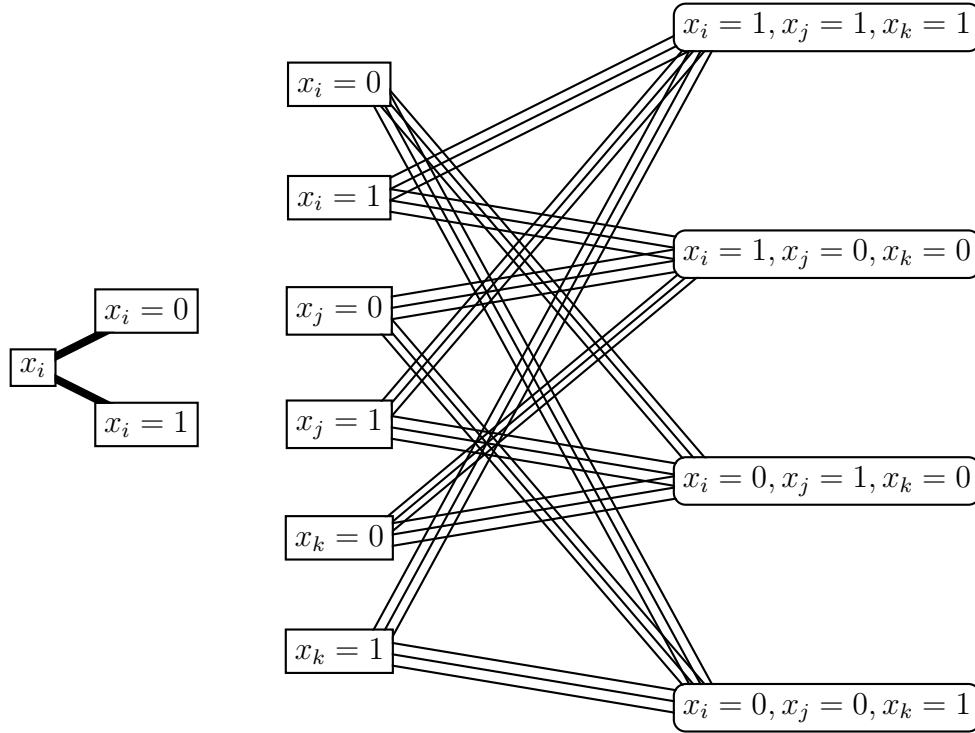 $x_i$
$x_i = 0$
$x_i = 1$
$x_i = 0$
$x_i = 1$
$x_j = 0$
$x_j = 1$
$x_k = 0$
$x_k = 1$
$x_i = 1, x_j = 1, x_k = 1$
$x_i = 1, x_j = 0, x_k = 0$
$x_i = 0, x_j = 1, x_k = 0$
$x_i = 0, x_j = 0, x_k = 1$